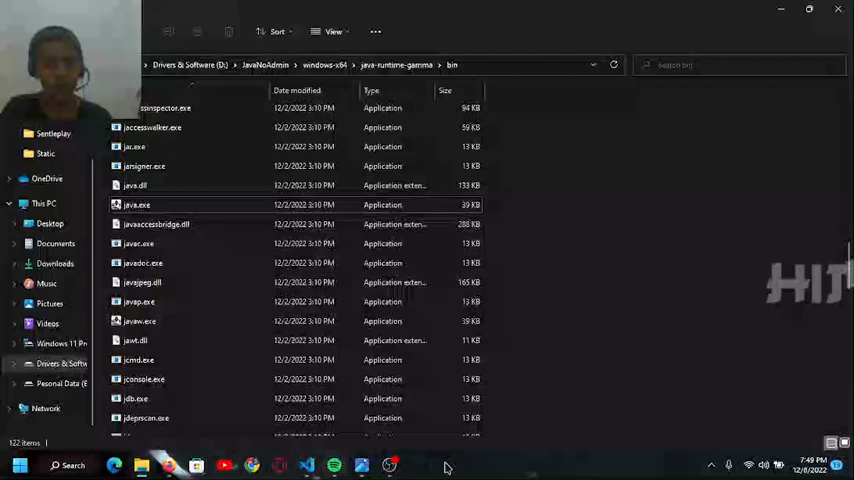 Sort
View
Drivers & Software (D:) > JavaNoAdmin > windows-x64 > java-runtime-gamma > bin
Search bin
Date modified Type Size
ssinspector.exe 12/2/2022 3:10 PM Application 94 KB
jaccesswalker.exe 12/2/2022 3:10 PM Application 59 KB
jar.exe 12/2/2022 3:10 PM Application 13 KB
jarsigner.exe 12/2/2022 3:10 PM Application 13 KB
java.dll 12/2/2022 3:10 PM Application exten... 133 KB
java.exe 12/2/2022 3:10 PM Application 39 KB
javaaccessbridge.dll 12/2/2022 3:10 PM Application exten... 288 KB
javac.exe 12/2/2022 3:10 PM Application 13 KB
javadoc.exe 12/2/2022 3:10 PM Application 13 KB
javajpeg.dll 12/2/2022 3:10 PM Application exten... 165 KB
javap.exe 12/2/2022 3:10 PM Application 13 KB
javaw.exe 12/2/2022 3:10 PM Application 39 KB
jawt.dll 12/2/2022 3:10 PM Application exten... 11 KB
jcmd.exe 12/2/2022 3:10 PM Application 13 KB
jconsole.exe 12/2/2022 3:10 PM Application 13 KB
jdb.exe 12/2/2022 3:10 PM Application 13 KB
jdeprscan.exe 12/2/2022 3:10 PM Application 13 KB
Sentleplay
Static
OneDrive
This PC
Desktop
Documents
Downloads
Music
Pictures
Videos
Windows 11 Pr
Drivers & Softw
Pesonal Data (E
Network
122 items
Search
7:49 PM
12/8/2022
13